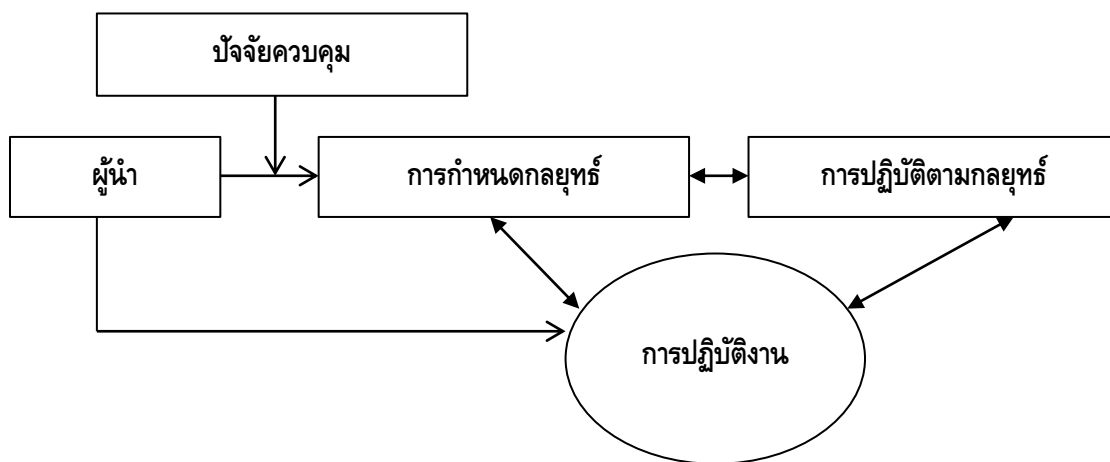 ปัจจัยควบคุม
ผู้นำ
การกำหนดกลยุทธ์
การปฏิบัติตามกลยุทธ์
การปฏิบัติงาน